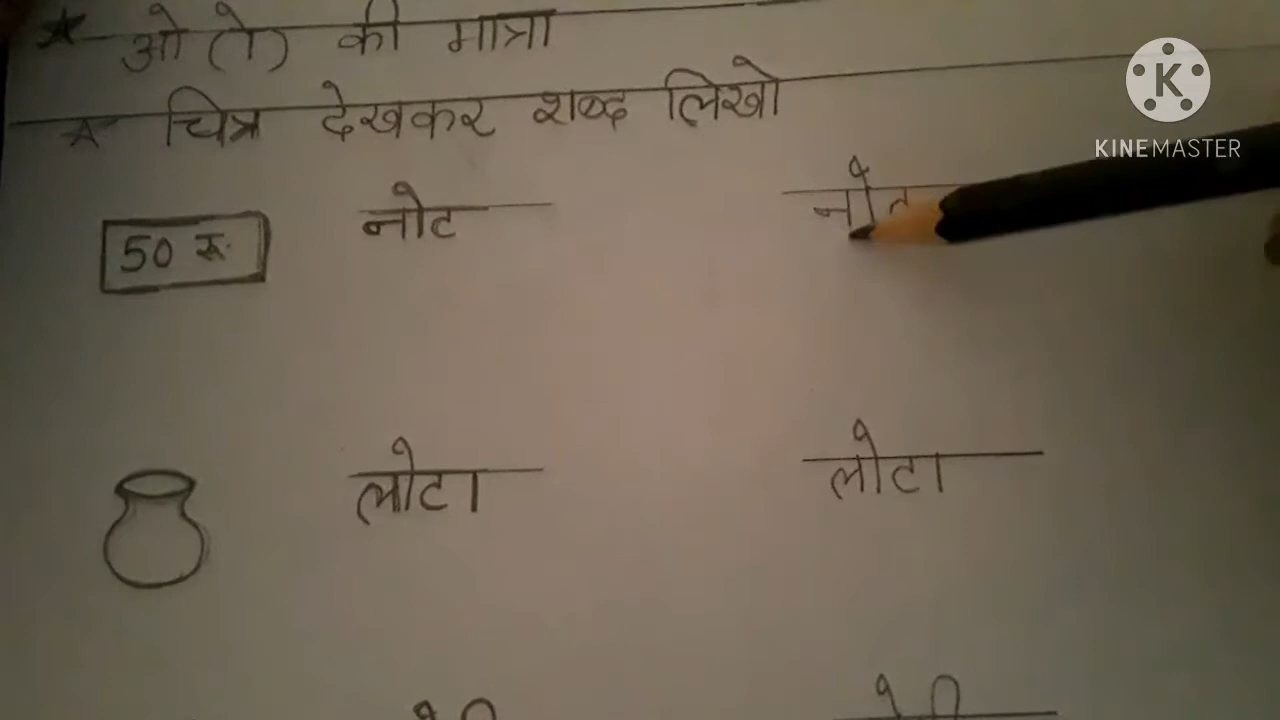 ओ (ो) की मात्रा
चित्र देखकर शब्द लिखो
50 रू. नोट
लोटा लोटा
K
KINEMASTER